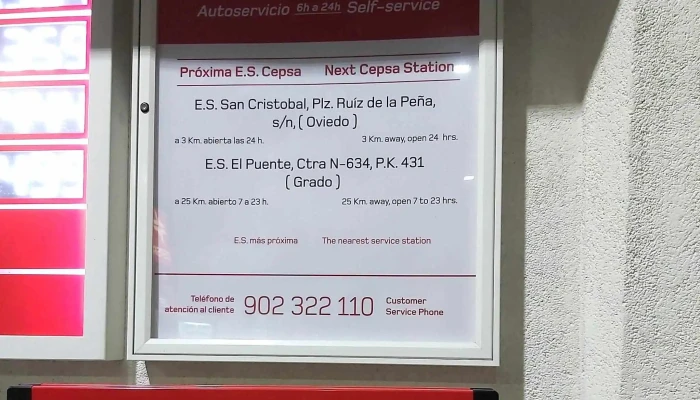 Autoservicio 6h a 24h Self-service
Próxima E.S. Cepsa Next Cepsa Station
E.S. San Cristobal, Plz. Ruíz de la Peña,
s/n, ( Oviedo )
a 3 Km. abierta las 24 h. 3 Km. away, open 24 hrs.
E.S. El Puente, Ctra N-634, P.K. 431
( Grado )
a 25 Km. abierto 7 a 23 h. 25 Km. away, open 7 to 23 hrs.
E.S. más próxima The nearest service station
Teléfono de
atención al cliente 902 322 110 Customer
Service Phone